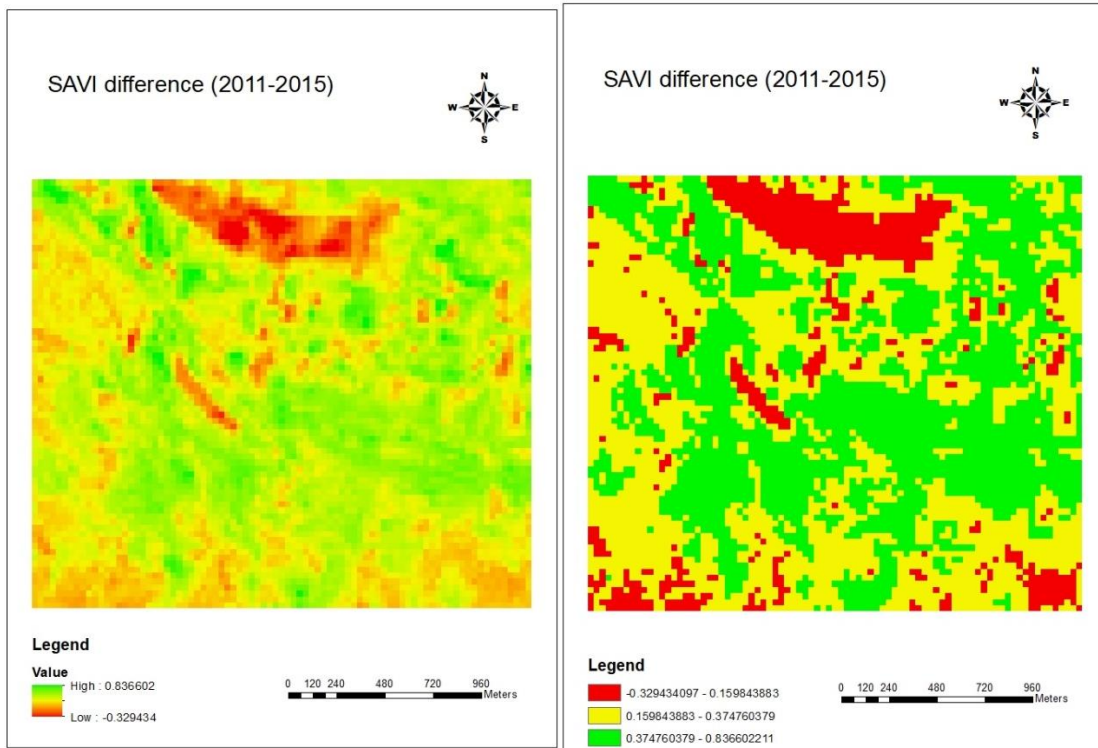 SAVI difference (2011-2015)
N
W E
S
Legend
Value
High : 0.836602
Low : -0.329434
0 120 240 480 720 960
Meters
SAVI difference (2011-2015)
N
W E
S
Legend
-0.329434097 - 0.159843883
0.159843883 - 0.374760379
0.374760379 - 0.836602211
0 120 240 480 720 960
Meters